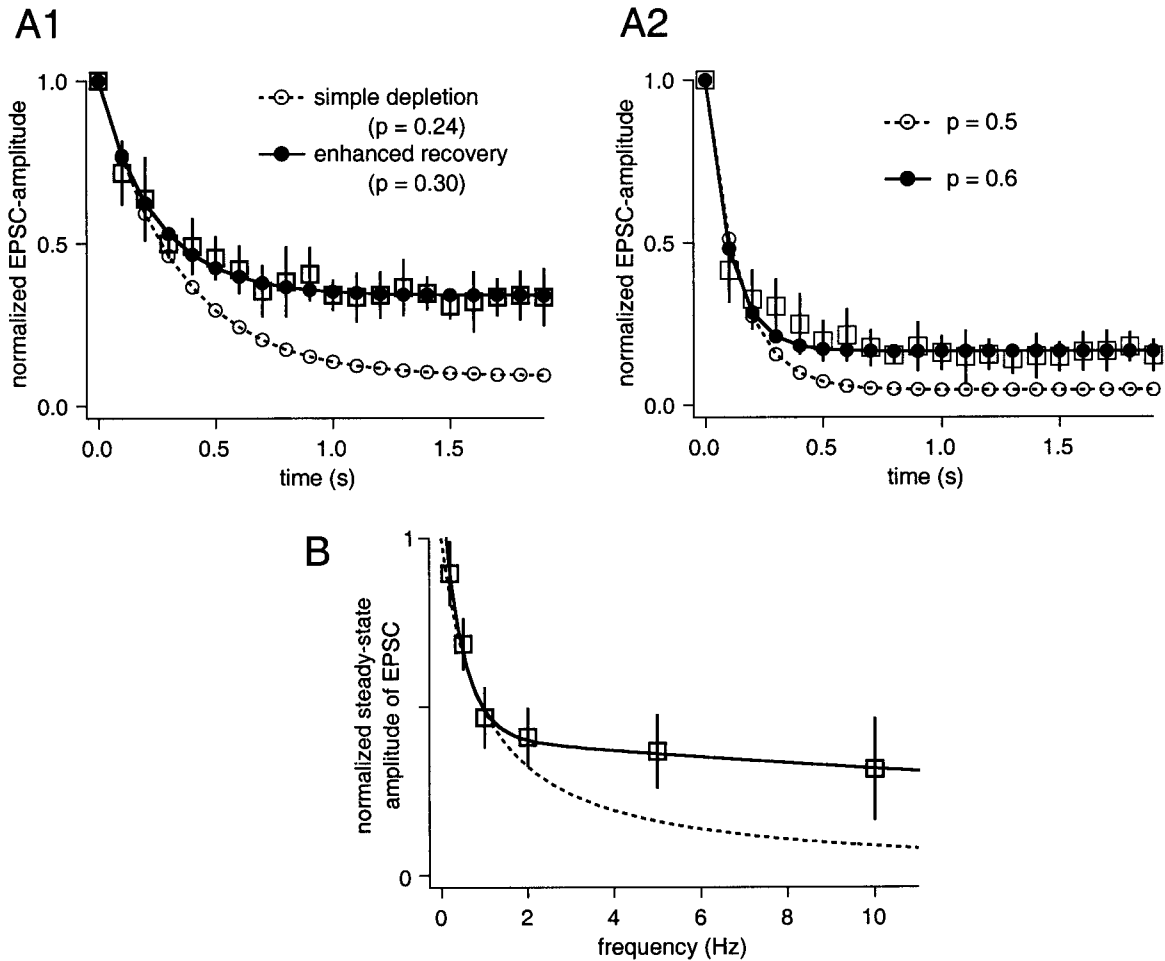 A1
1.0
0.5
0.0
normalized EPSC-amplitude
simple depletion
(p = 0.24)
enhanced recovery
(p = 0.30)
0.0 0.5 1.0 1.5
time (s)
A2
1.0
0.5
0.0
normalized EPSC-amplitude
p = 0.5
p = 0.6
0.0 0.5 1.0 1.5
time (s)
B
1
0
normalized steady-state
amplitude of EPSC
0 2 4 6 8 10
frequency (Hz)